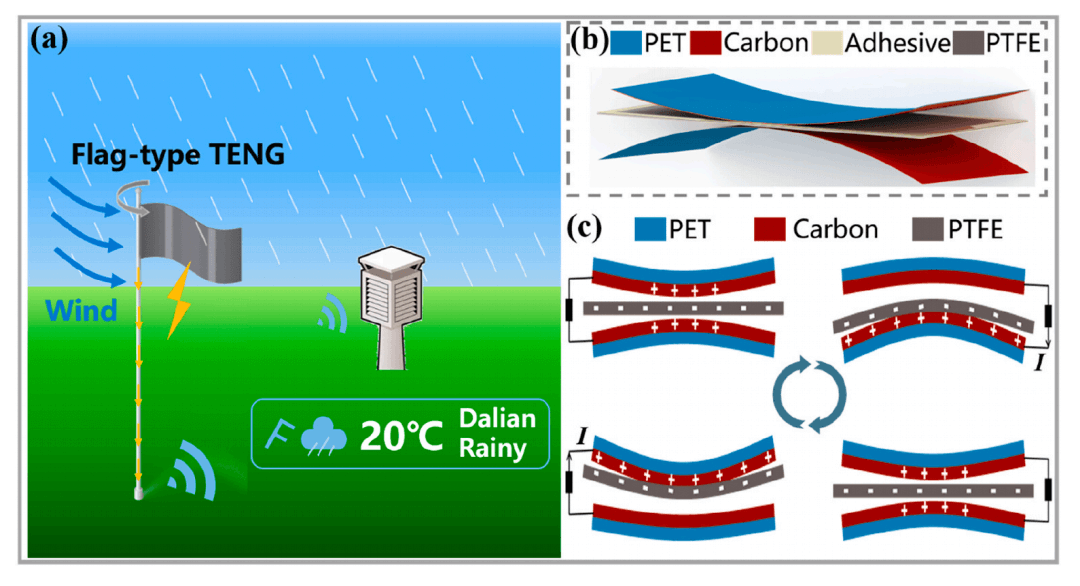 (a)
Flag-type TENG
Wind
20℃
Dalian
Rainy
(b)
PET
Carbon
Adhesive
PTFE
(c)
PET
Carbon
PTFE
I
I